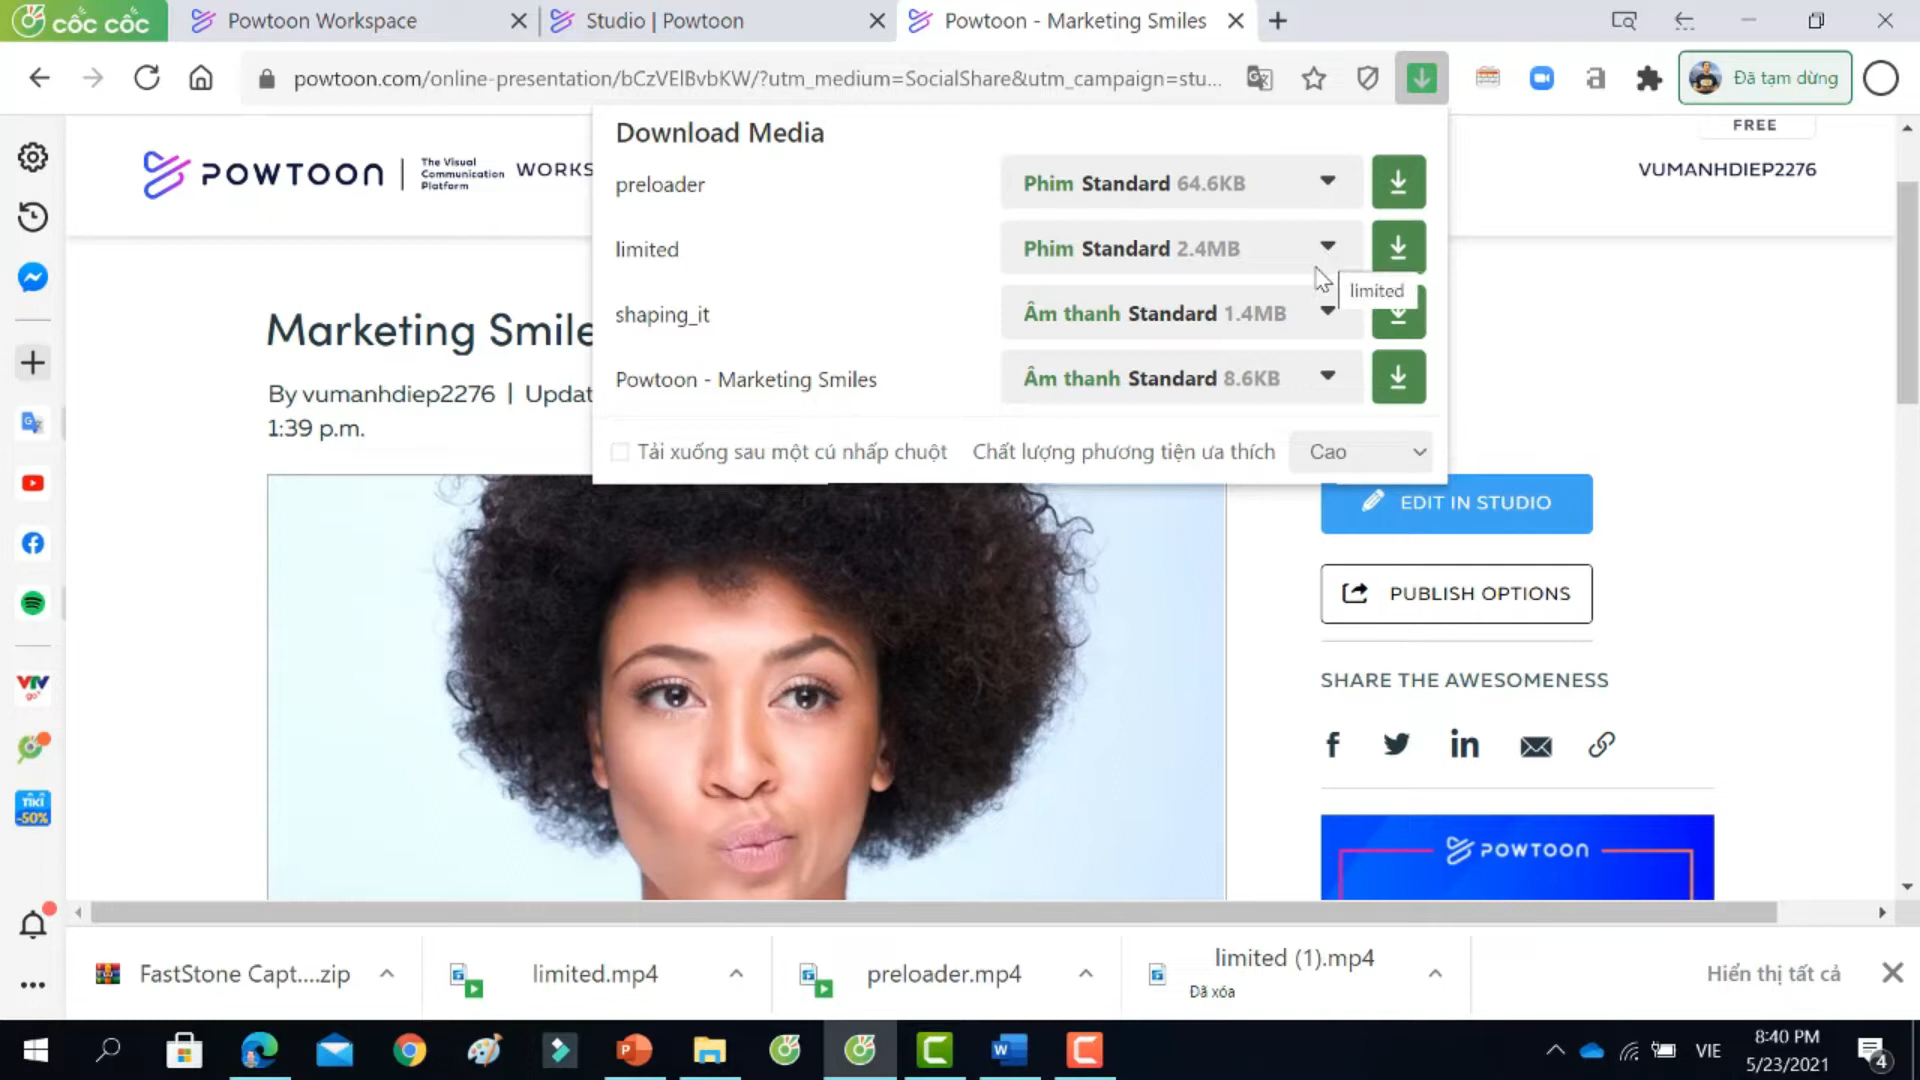 cốc cốc
Powtoon Workspace
Studio | Powtoon
Powtoon - Marketing Smiles
powtoon.com/online-presentation/bCzVElBvbKW/?utm_medium=SocialShare&utm_campaign=stu...
Đã tạm dừng
POWTOON
The Visual
Communication
Platform
WORKS
FREE
VUMANHDIEP2276
Download Media
preloader
Phim Standard 64.6KB
limited
Phim Standard 2.4MB
limited
shaping_it
Âm thanh Standard 1.4MB
Powtoon - Marketing Smiles
Âm thanh Standard 8.6KB
Tải xuống sau một cú nhấp chuột
Chất lượng phương tiện ưa thích
Cao
Marketing Smile
By vumanhdiep2276 | Updat
1:39 p.m.
EDIT IN STUDIO
PUBLISH OPTIONS
SHARE THE AWESOMENESS
POWTOON
VTV
go
TIKI
-50%
FastStone Capt....zip
limited.mp4
preloader.mp4
limited (1).mp4
Đã xóa
Hiển thị tất cả
VIE
8:40 PM
5/23/2021
4